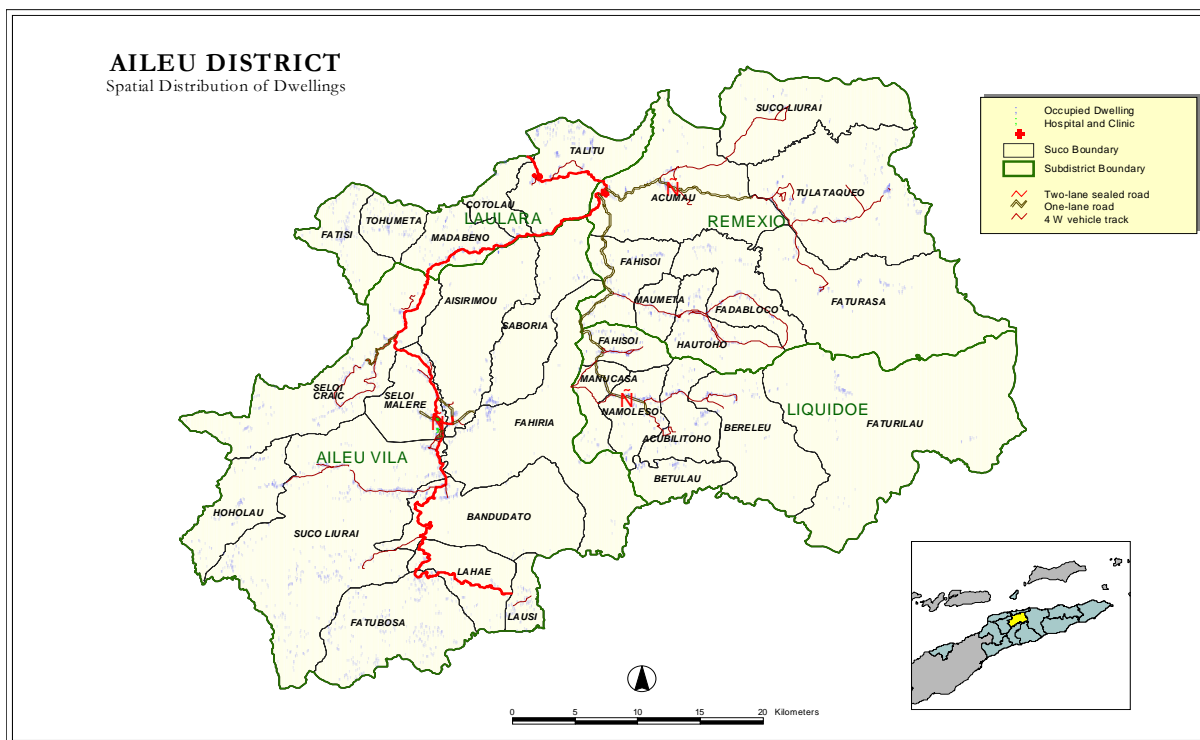 AILEU DISTRICT
Spatial Distribution of Dwellings
Occupied Dwelling
Hospital and Clinic
Suco Boundary
Subdistrict Boundary
Two-lane sealed road
One-lane road
4 W vehicle track
SUCO LIURAI
TALITU
ACUMAU
TULATAQUEO
COTOLAU
LAULARA
REMEXIO
TOHUMETA
FATISI
MADABENO
FAHISOI
AISIRIMOU
MAUMETA
FADABLOCO
FATURASA
SABORIA
FAHISOI
HAUTOHO
MANUCASA
SELOI
CRAIC
SELOI
MALERE
Ñ
Ñ
NAMOLESO
LIQUIDOE
FAHIRIA
BERELEU
FATURILAU
ACUBILITOHO
AILEU VILA
BETULAU
HOHOLAU
BANDUDATO
SUCO LIURAI
LAHAE
LAUSI
FATUBOSA
0 5 10 15 20 Kilometers